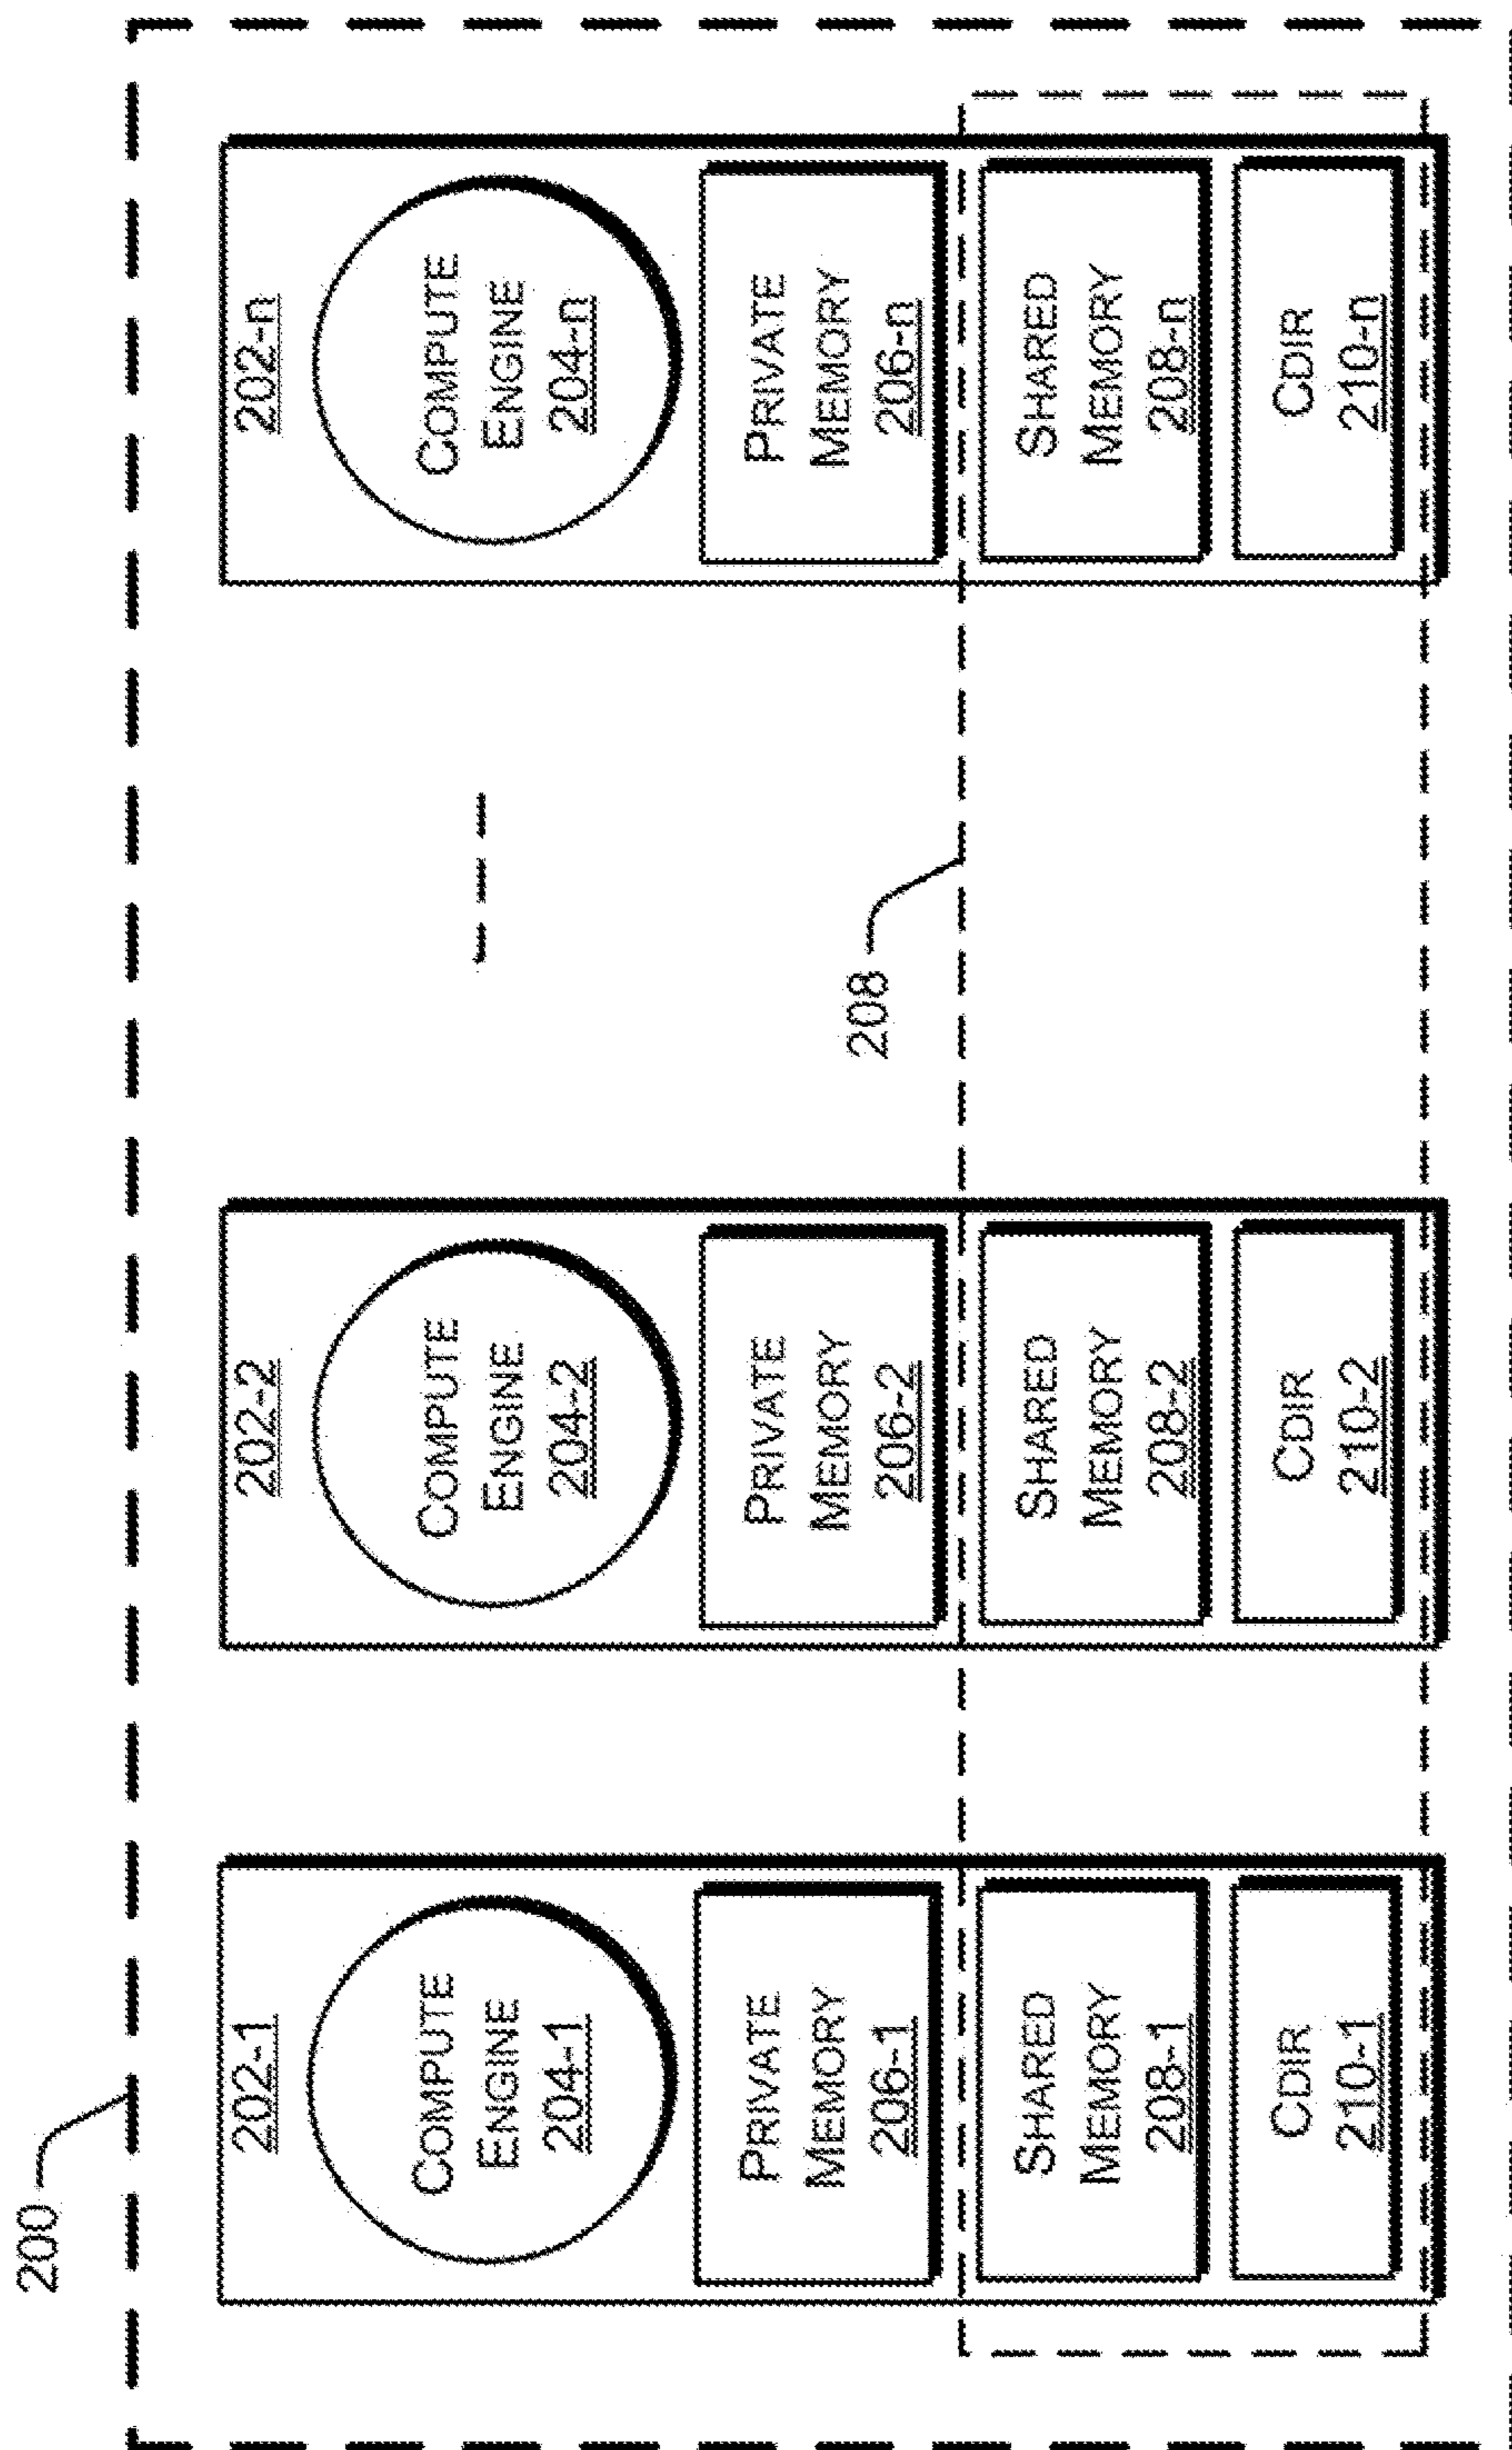 200
202-1
COMPUTE
ENGINE
204-1
PRIVATE
MEMORY
206-1
SHARED
MEMORY
208-1
CDIR
210-1
202-2
COMPUTE
ENGINE
204-2
PRIVATE
MEMORY
206-2
SHARED
MEMORY
208-2
CDIR
210-2
208
202-n
COMPUTE
ENGINE
204-n
PRIVATE
MEMORY
206-n
SHARED
MEMORY
208-n
CDIR
210-n